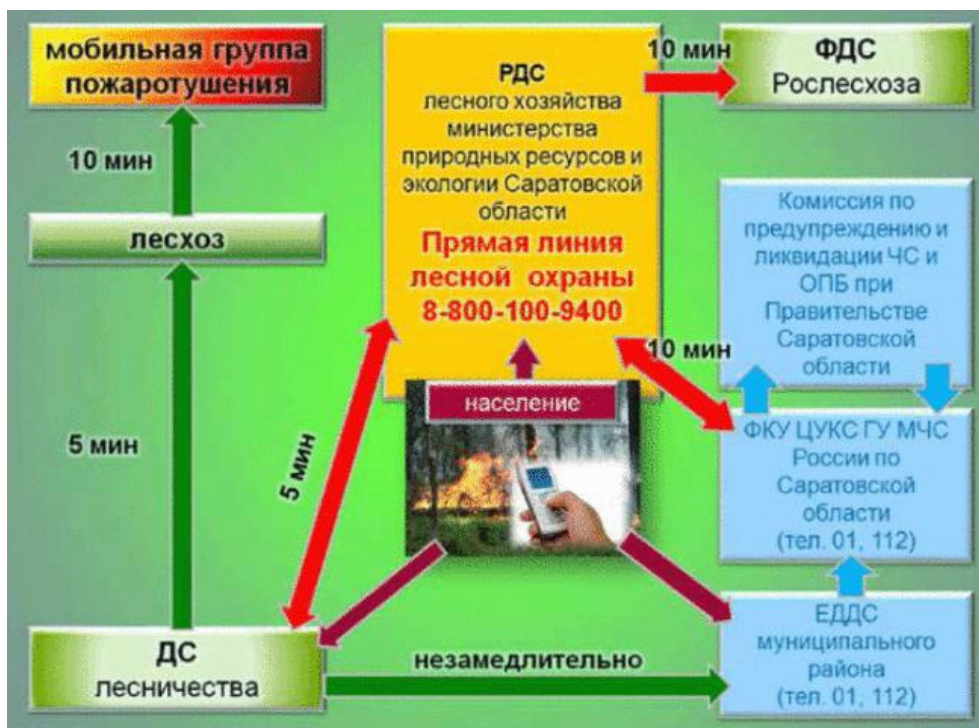 мобильная группа
пожаротушения
10 мин
лесхоз
5 мин
ДС
лесничества
РДС
лесного хозяйства
министерства
природных ресурсов и
экологии Саратовской
области
Прямая линия
лесной охраны
8-800-100-9400
население
5 мин
незамедлительно
10 мин
ФДС
Рослесхоза
Комиссия по
предупреждению и
ликвидации ЧС и
ОПБ при
Правительстве
Саратовской
области
10 мин
ФКУ ЦУКС ГУ МЧС
России по
Саратовской
области
(тел. 01, 112)
ЕДДС
муниципального
района
(тел. 01, 112)